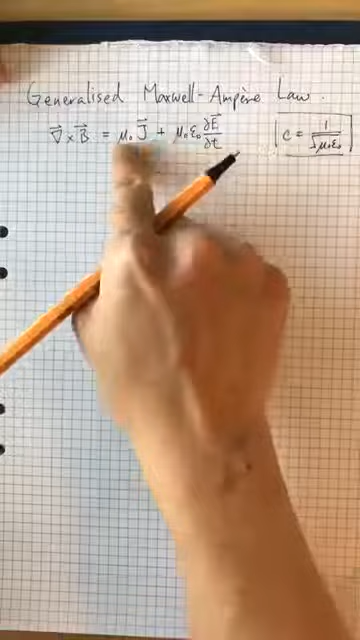 Generalised Maxwell-Ampère Law.
∇⃗ × B⃗ = μ₀ J⃗ + μ₀ε₀ ∂E⃗/∂t | c = 1/√μ₀ε₀ |